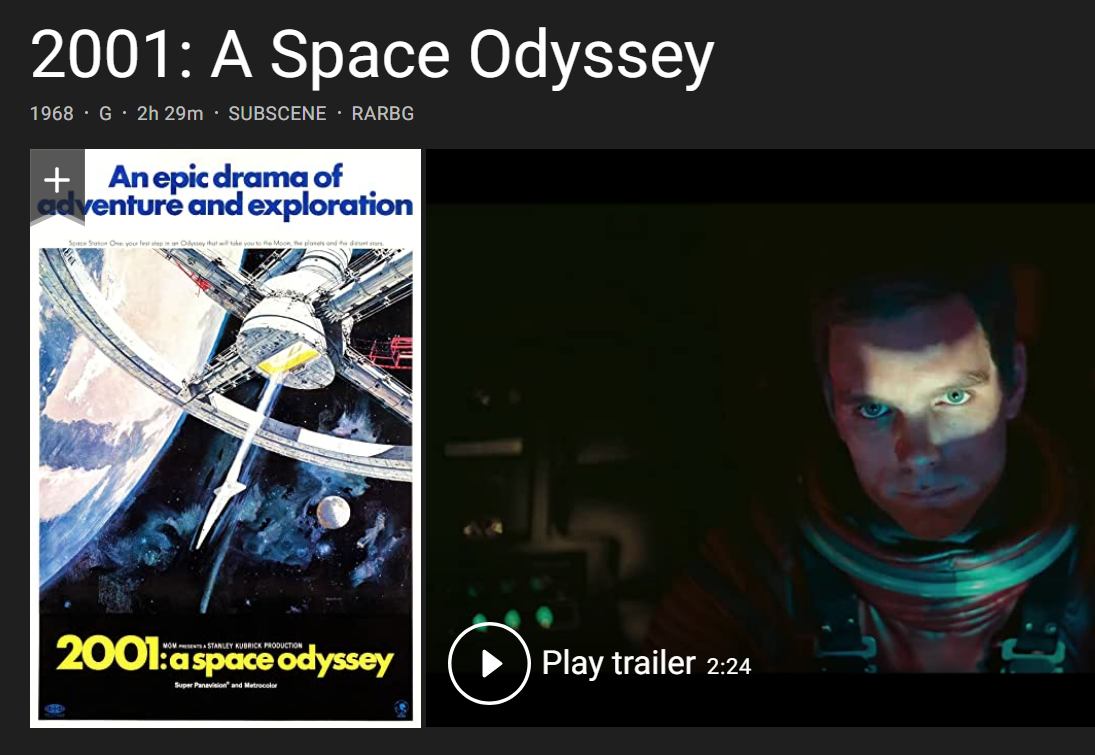 2001: A Space Odyssey
1968 · G · 2h 29m · SUBSCENE · RARBG
An epic drama of
adventure and exploration
Space Station One: your first step in an Odyssey that will take you to the Moon, the planets and the distant stars.
MGM PRESENTS A STANLEY KUBRICK PRODUCTION
2001: a space odyssey
Super Panavision® and Metrocolor
Play trailer 2:24